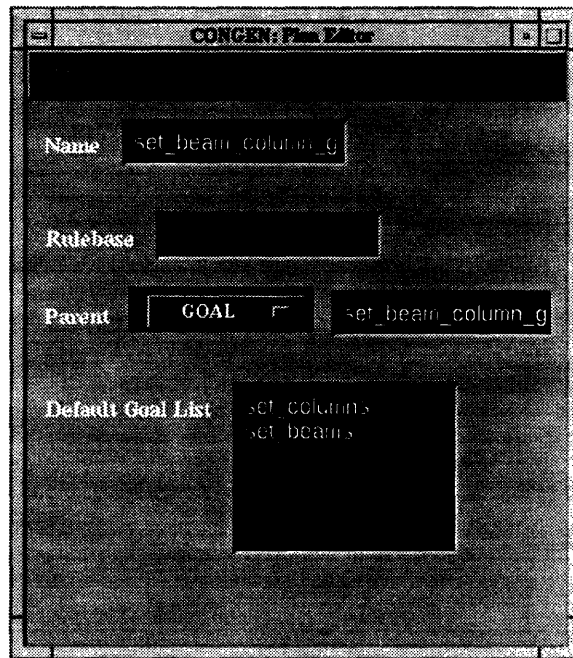 CONGEN: Plan Editor
Name set_beam_column_g
Rulebase
Parent GOAL set_beam_column_g
Default Goal List set_columns
set_beams